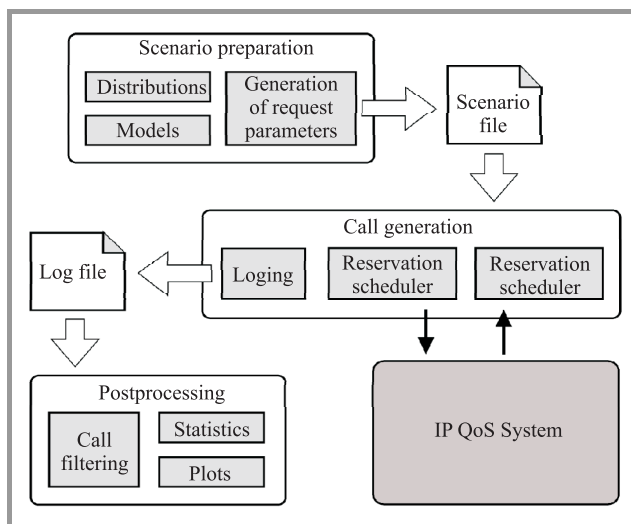 Scenario preparation
Distributions
Models
Generation
of request
parameters
Scenario
file
Call generation
Loging
Reservation
scheduler
Reservation
scheduler
Log file
Postprocessing
Call
filtering
Statistics
Plots
IP QoS System